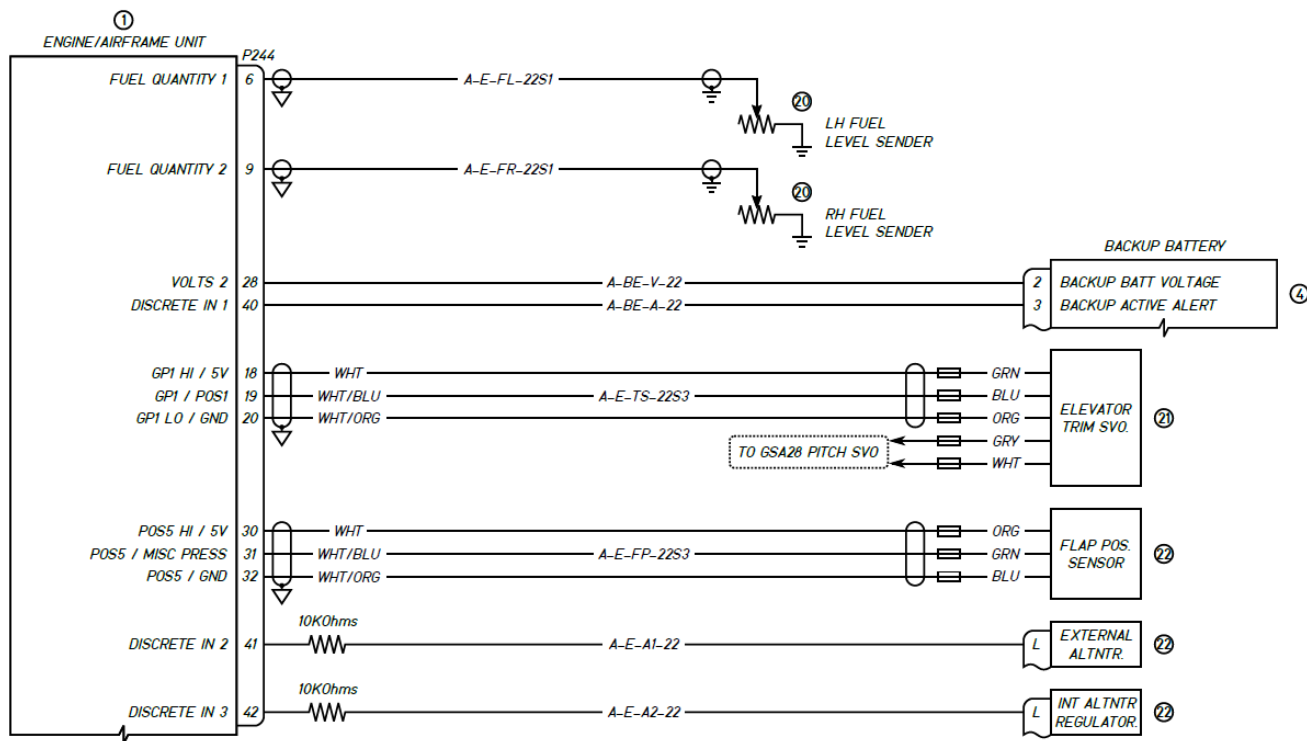 1
ENGINE/AIRFRAME UNIT
P244
FUEL QUANTITY 1 6 A-E-FL-22S1
20
LH FUEL
LEVEL SENDER
FUEL QUANTITY 2 9 A-E-FR-22S1
20
RH FUEL
LEVEL SENDER
BACKUP BATTERY
VOLTS 2 28 A-BE-V-22 2 BACKUP BATT VOLTAGE
4
DISCRETE IN 1 40 A-BE-A-22 3 BACKUP ACTIVE ALERT
GP1 HI / 5V 18 WHT GRN
GP1 / POS1 19 WHT/BLU A-E-TS-22S3 BLU
GP1 LO / GND 20 WHT/ORG ORG
ELEVATOR
TRIM SVO.
21
GRY
TO GSA28 PITCH SVO
WHT
POS5 HI / 5V 30 WHT ORG
POS5 / MISC PRESS 31 WHT/BLU A-E-FP-22S3 GRN
POS5 / GND 32 WHT/ORG BLU
FLAP POS.
SENSOR
22
10KOhms
DISCRETE IN 2 41 A-E-A1-22 L
EXTERNAL
ALTNTR.
22
10KOhms
DISCRETE IN 3 42 A-E-A2-22 L
INT ALTNTR
REGULATOR.
22